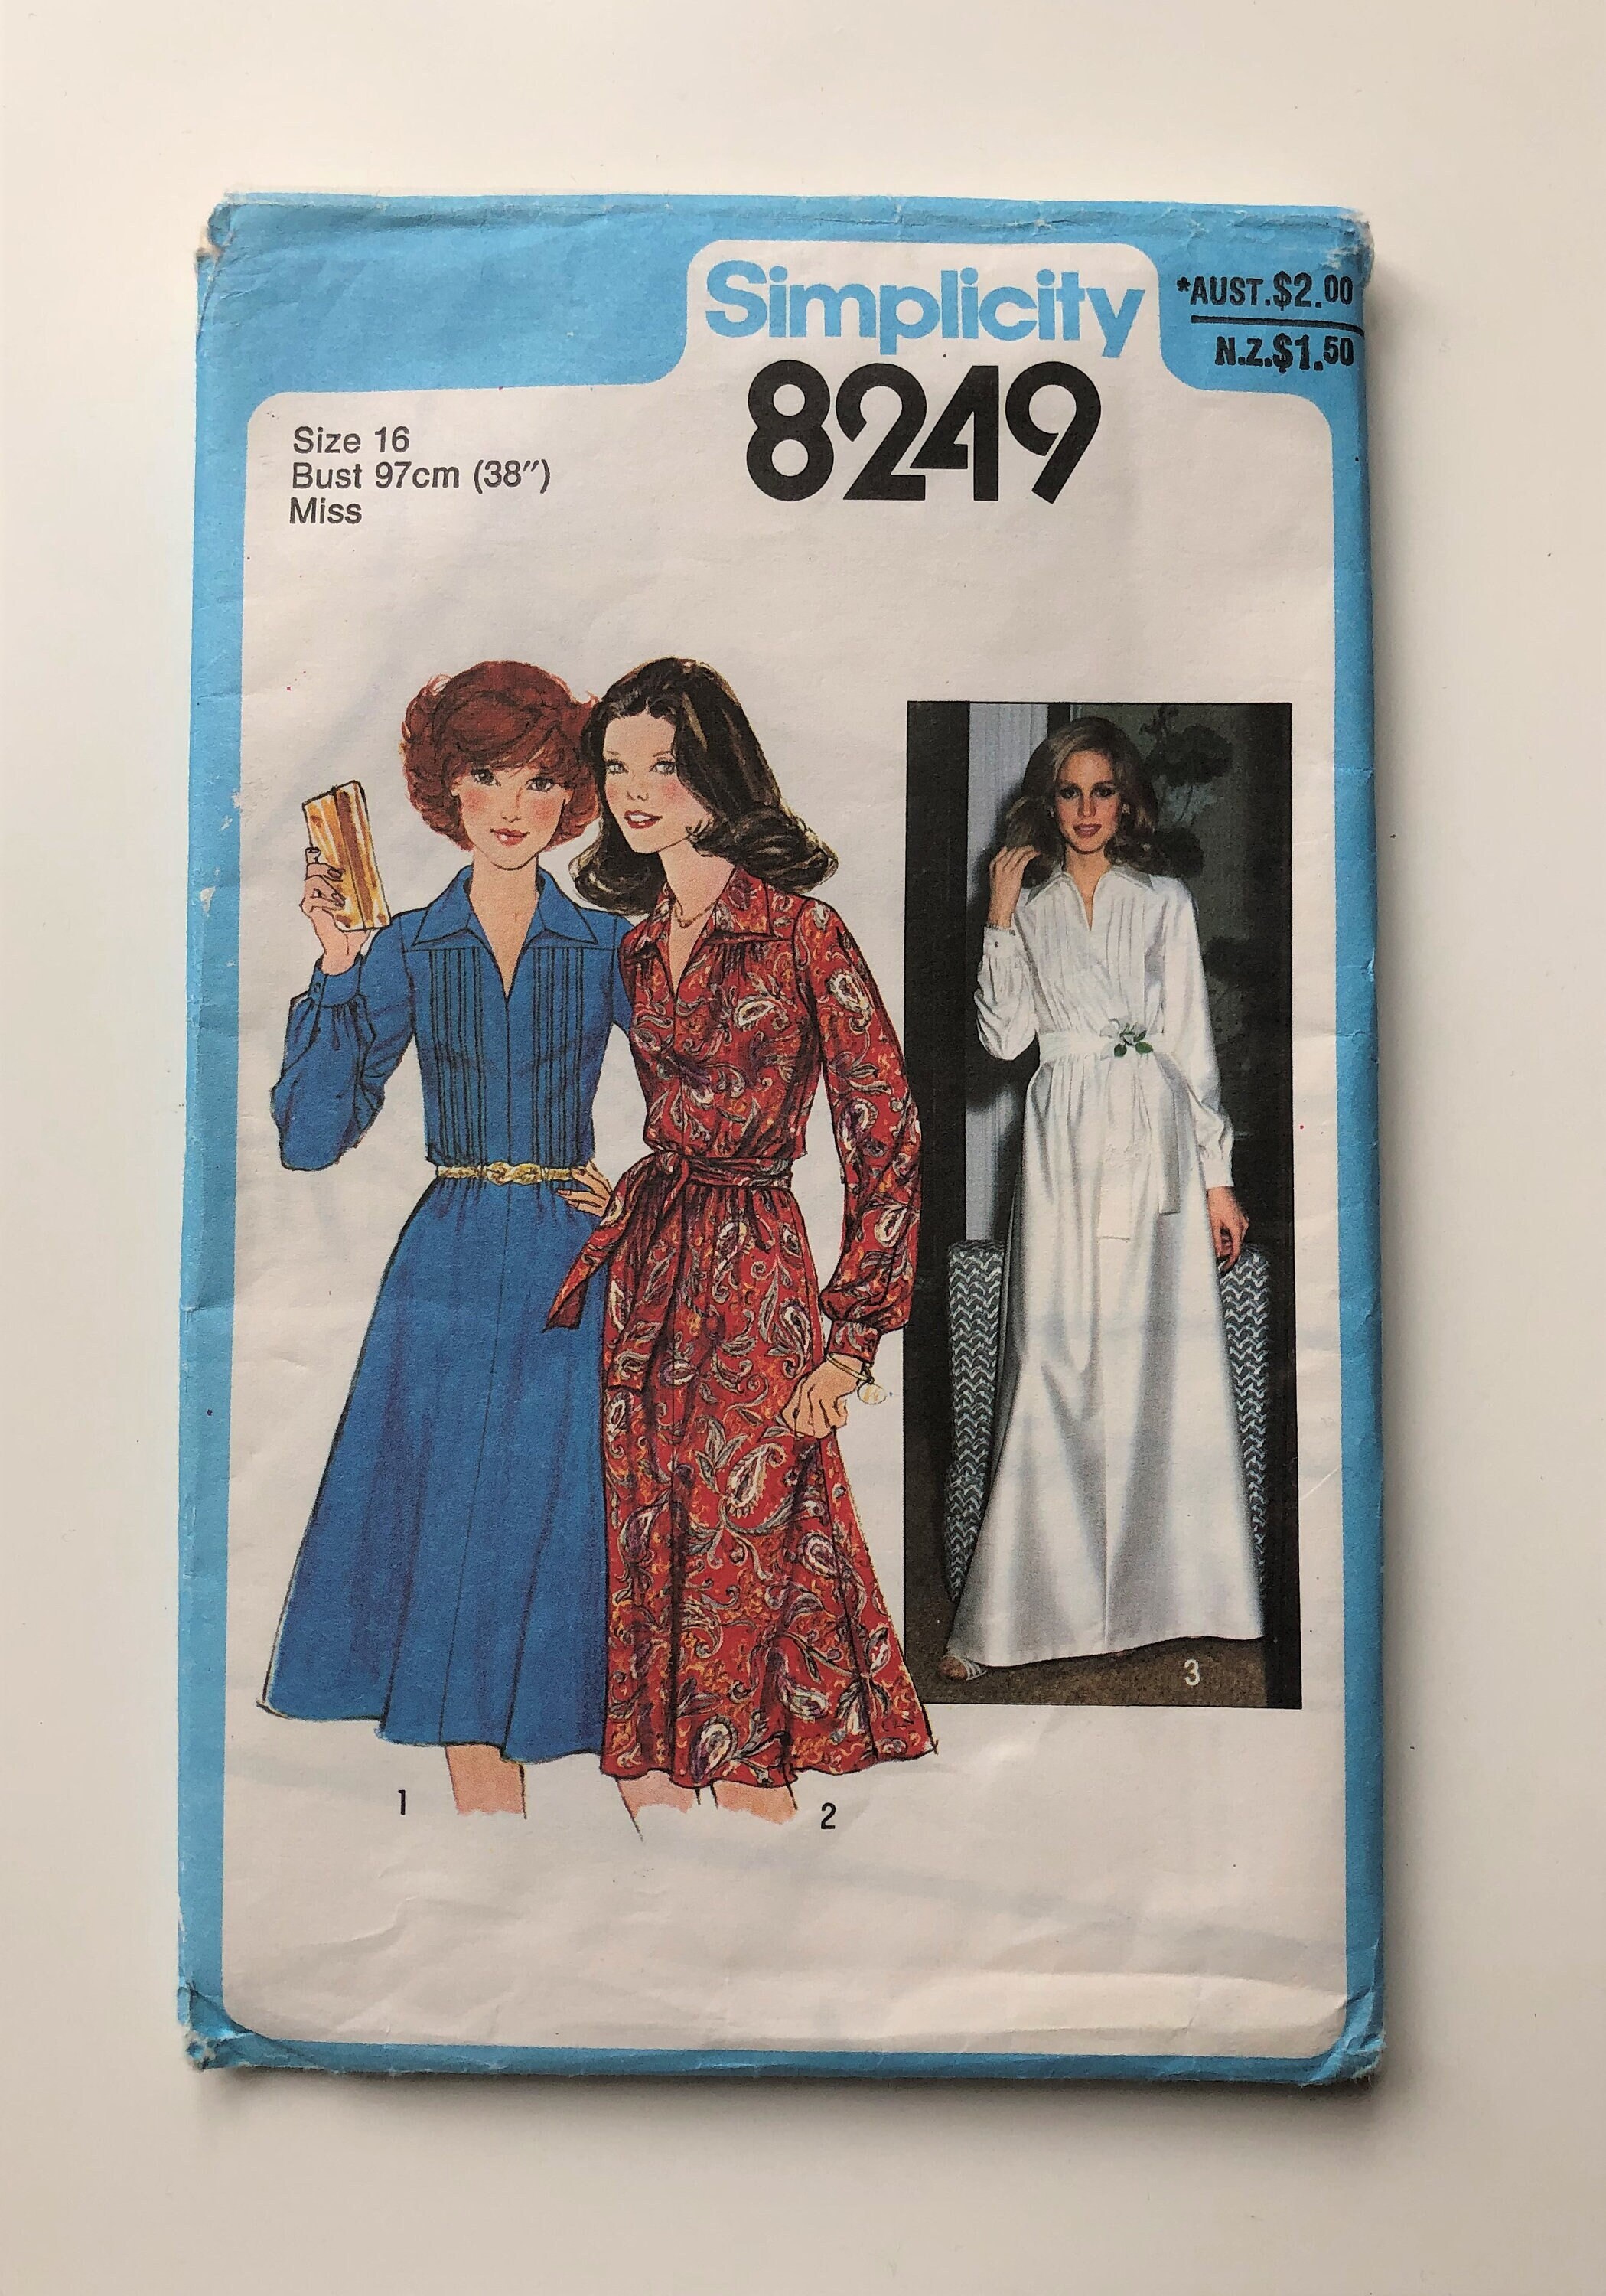 Simplicity
8249
*AUST.$2.00
N.Z.$1.50
Size 16
Bust 97cm (38″)
Miss
1
2
3